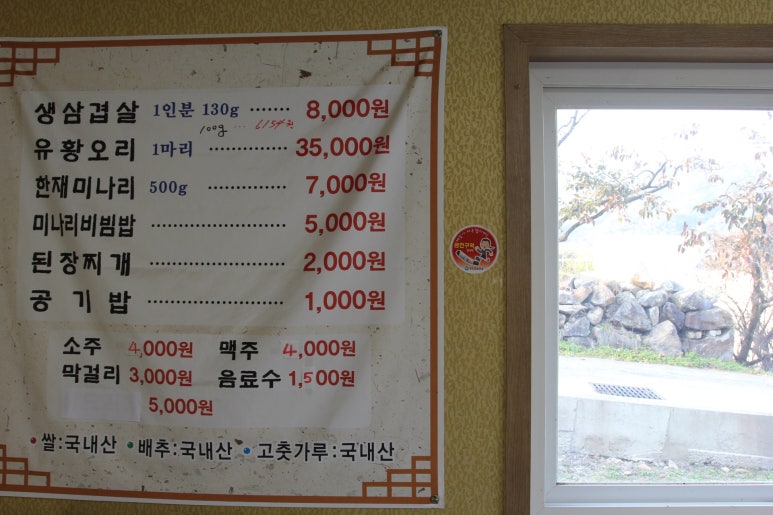 생삼겹살 1인분 130g ······· 8,000원
100g ··· 6154원
유황오리 1마리 ·············· 35,000원
한재미나리 500g ·············· 7,000원
미나리비빔밥 ························ 5,000원
된장찌개 ························ 2,000원
공기밥 ························ 1,000원
소주 4,000원 맥주 4,000원
막걸리 3,000원 음료수 1,500원
5,000원
쌀:국내산 배추:국내산 고춧가루:국내산